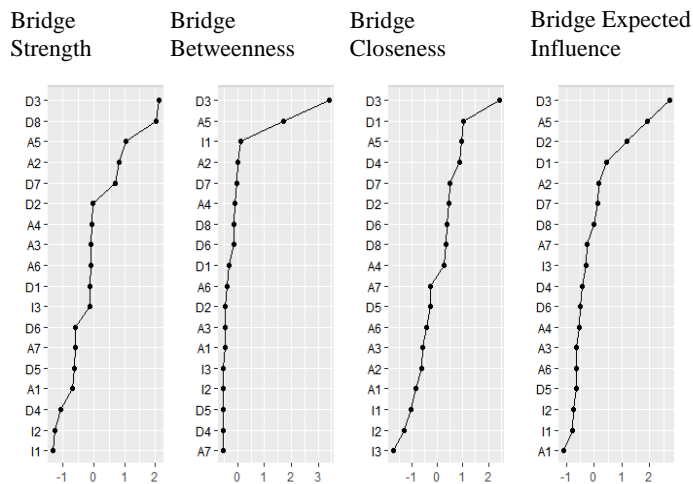 Bridge
Strength
Bridge
Betweenness
Bridge
Closeness
Bridge Expected
Influence
D3
D8
A5
A2
D7
D2
A4
A3
A6
D1
I3
D6
A7
D5
A1
D4
I2
I1
-1 0 1 2
D3
A5
I1
A2
D7
A4
D8
D6
D1
A6
D2
A3
A1
I3
I2
D5
D4
A7
0 1 2 3
D3
D1
A5
D4
D7
D2
D6
D8
A4
A7
D5
A6
A3
A2
A1
I1
I2
I3
-1 0 1 2
D3
A5
D2
D1
A2
D7
D8
A7
I3
D4
D6
A4
A3
A6
D5
I2
I1
A1
-1 0 1 2